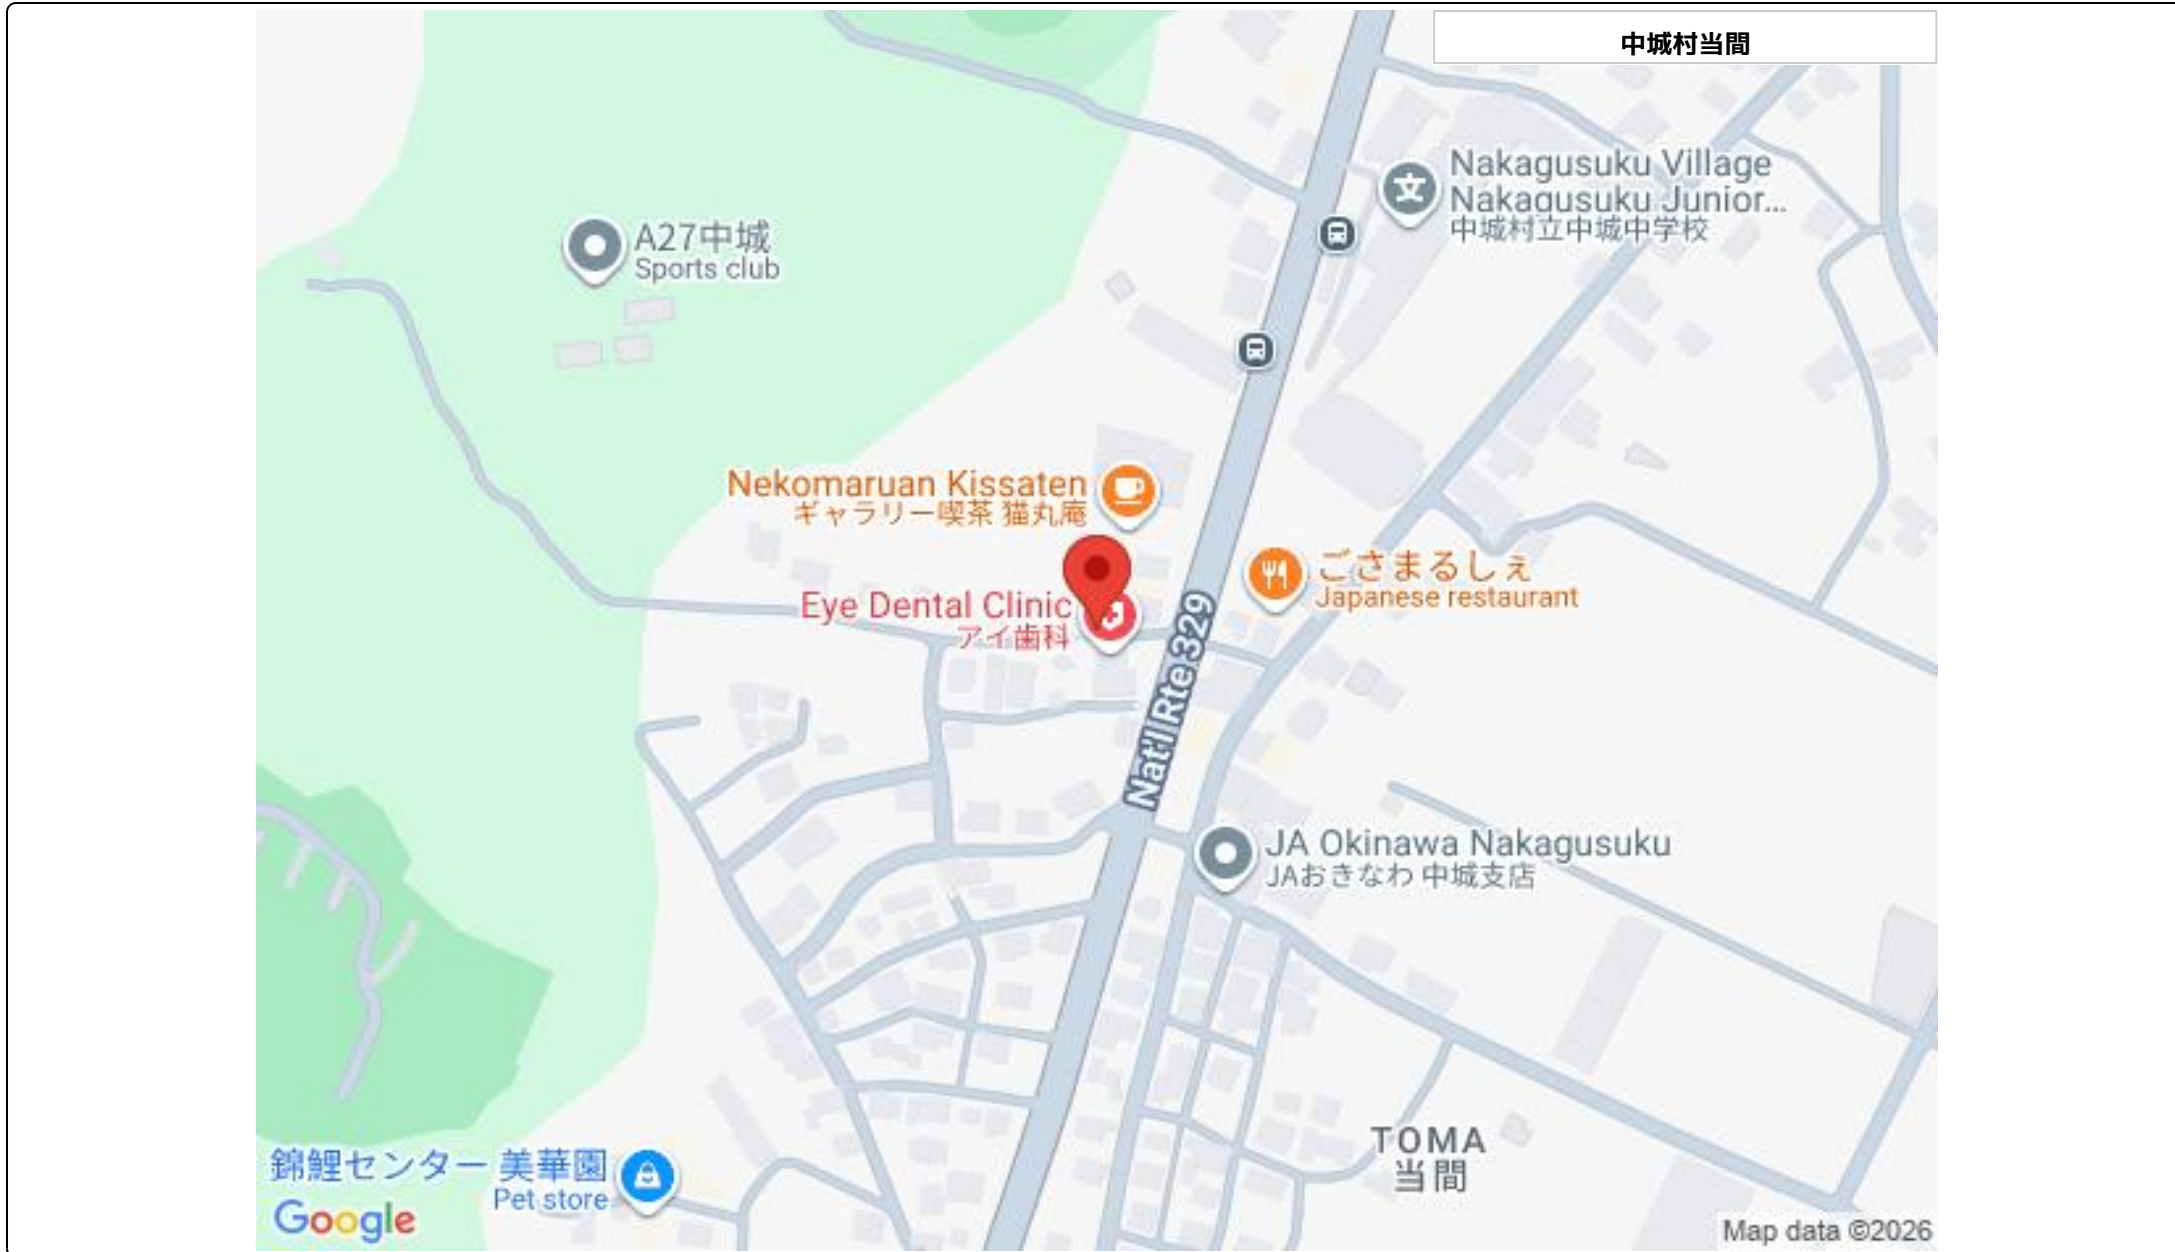 中城村当間
Nakagusuku Village
Nakagusuku Junior...
中城村立中城中学校
A27中城
Sports club
Nekomaruan Kissaten
ギャラリー喫茶 猫丸庵
ごさまるしぇ
Japanese restaurant
Eye Dental Clinic
アイ歯科
Nat'l Rte 329
JA Okinawa Nakagusuku
JAおきなわ 中城支店
TOMA
当間
錦鯉センター 美華園
Pet store
Google
Map data ©2026